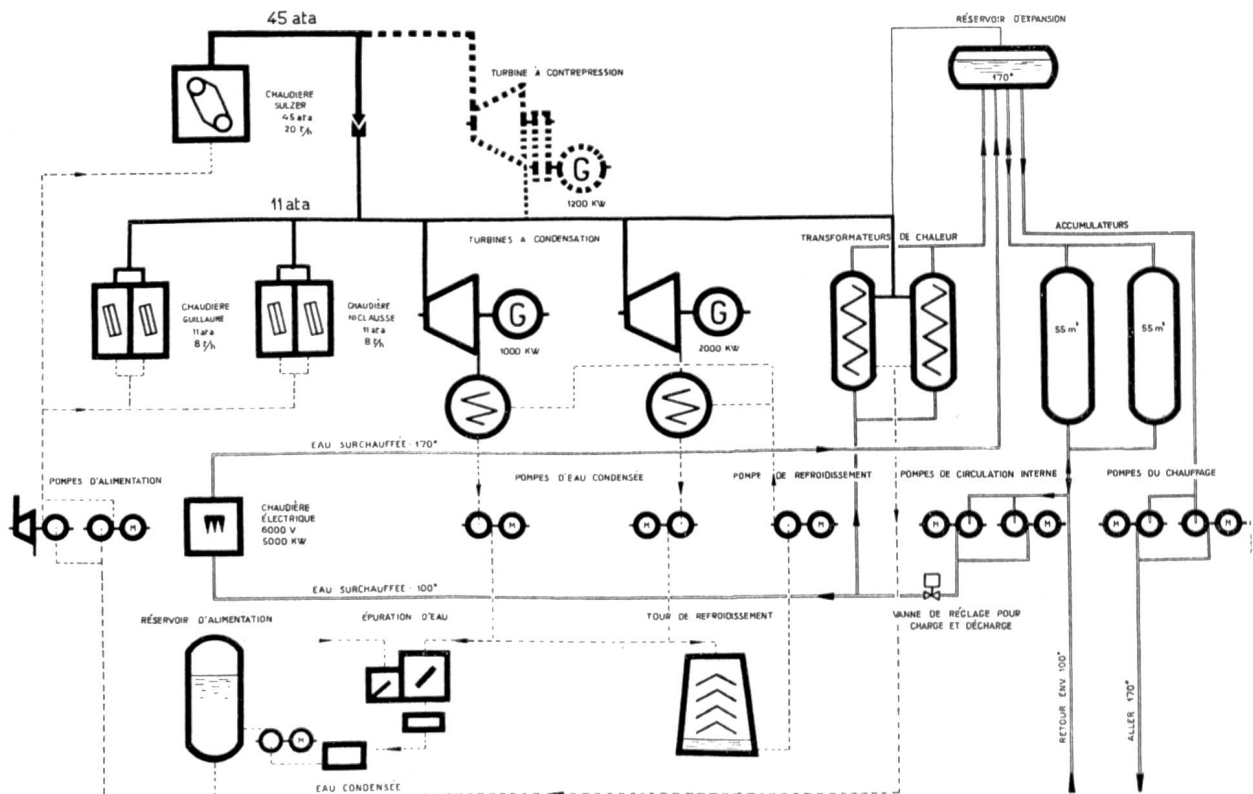 45 ata
RÉSERVOIR D'EXPANSION
170°
TURBINE À CONTREPRESSION
CHAUDIÈRE
SULZER
45 ata
20 t/h
G
1200 KW
11 ata
TURBINES A CONDENSATION
TRANSFORMATEURS DE CHALEUR
ACCUMULATEURS
CHAUDIÈRE
GUILLAUME
11 ata
8 t/h
CHAUDIÈRE
NICLAUSSE
11 ata
8 t/h
G
1000 KW
G
2000 KW
55 m³
55 m³
EAU SURCHAUFFÉE·170°
POMPES D'ALIMENTATION
POMPES D'EAU CONDENSÉE
POMPE DE REFROIDISSEMENT
POMPES DE CIRCULATION INTERNE
POMPES DU CHAUFFAGE
CHAUDIÈRE
ÉLECTRIQUE
6000 V
5000 KW
M
M
M
M
M
M
M
M
EAU SURCHAUFFÉE·100°
VANNE DE RÉGLAGE POUR
CHARGE ET DÉCHARGE
RÉSERVOIR D'ALIMENTATION
ÉPURATION D'EAU
TOUR DE REFROIDISSEMENT
M
RETOUR ENV. 100°
ALLER 170°
EAU CONDENSÉE